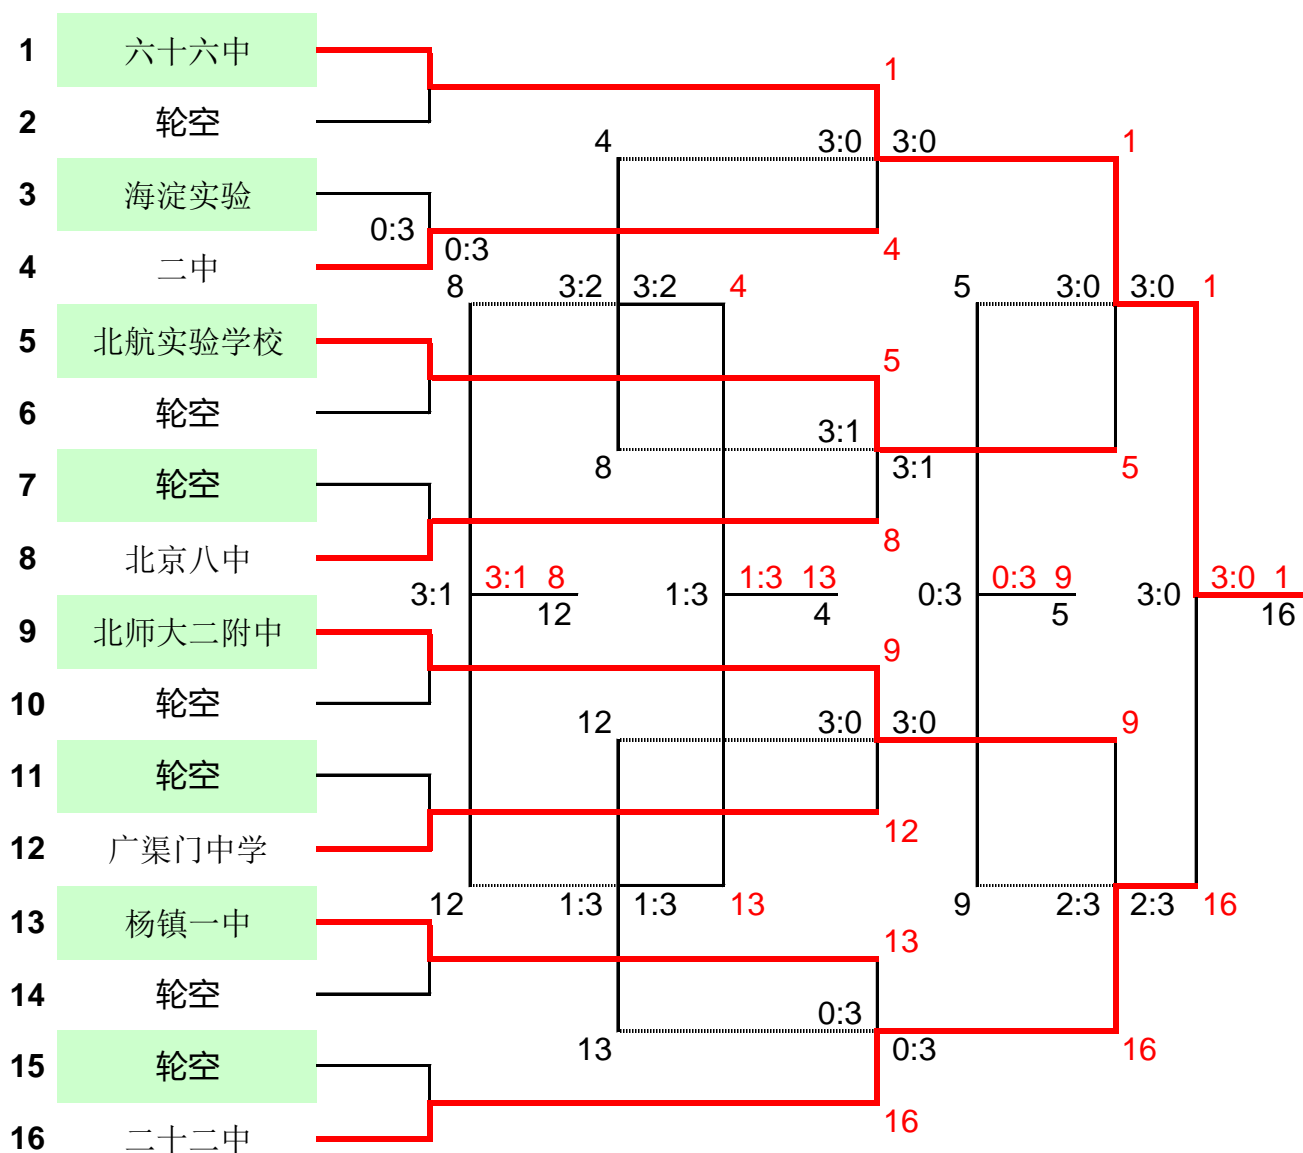 1 六十六中 1
2 轮空 4 3:0 3:0 1
3 海淀实验
0:3 0:3 4
4 二中
8 3:2 3:2 4 5 3:0 3:0 1
5 北航实验学校 5
6 轮空 3:1
8 3:1 5
7 轮空
8 北京八中 8
3:1 3:1 8 1:3 1:3 13 0:3 0:3 9 3:0 3:0 1
12 4 5 16
9 北师大二附中 9
10 轮空 12 3:0 3:0 9
11 轮空
12 广渠门中学 12
12 1:3 1:3 13 9 2:3 2:3 16
13 杨镇一中 13
14 轮空 0:3
13 0:3 16
15 轮空
16 二十二中 16